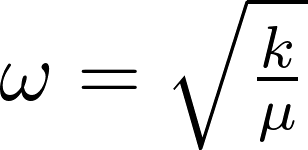 ω = √(k/μ)